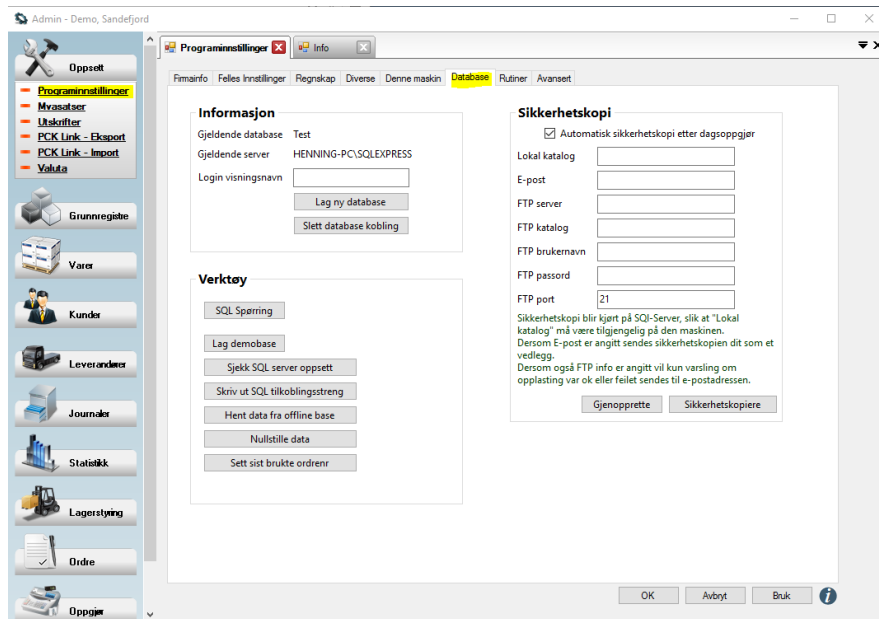 Admin - Demo, Sandefjord
Oppsett
Programinnstillinger
Mvasatser
Utskrifter
PCK Link - Eksport
PCK Link - Import
Valuta
Grunnregistre
Varer
Kunder
Leverandører
Journaler
Statistikk
Lagerstyring
Ordre
Oppgjør
Programinnstillinger
Info
Firmainfo
Felles Innstillinger
Regnskap
Diverse
Denne maskin
Database
Rutiner
Avansert
Informasjon
Gjeldende database Test
Gjeldende server HENNING-PC\SQLEXPRESS
Login visningsnavn
Lag ny database
Slett database kobling
Verktøy
SQL Spørring
Lag demobase
Sjekk SQL server oppsett
Skriv ut SQL tilkoblingsstreng
Hent data fra offline base
Nullstille data
Sett sist brukte ordrenr
Sikkerhetskopi
Automatisk sikkerhetskopi etter dagsoppgjør
Lokal katalog
E-post
FTP server
FTP katalog
FTP brukernavn
FTP passord
FTP port 21
Sikkerhetskopi blir kjørt på SQl-Server, slik at "Lokal
katalog" må være tilgjengelig på den maskinen.
Dersom E-post er angitt sendes sikkerhetskopien dit som et
vedlegg.
Dersom også FTP info er angitt vil kun varsling om
opplasting var ok eller feilet sendes til e-postadressen.
Gjenopprette
Sikkerhetskopiere
OK
Avbryt
Bruk